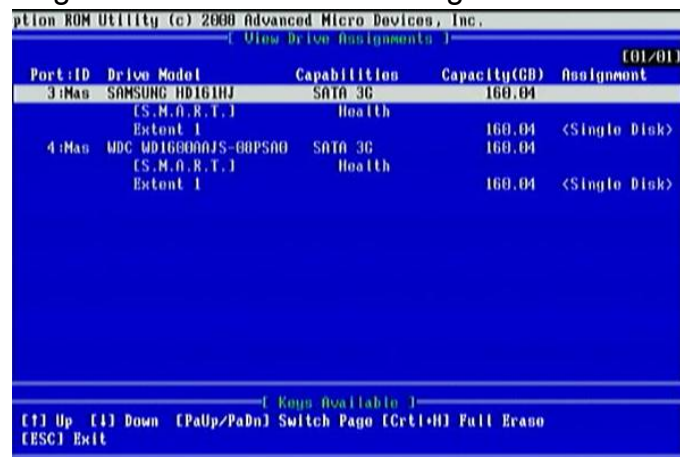 ption ROM Utility (c) 2008 Advanced Micro Devices, Inc.
[ View Drive Assignments ]
[01/01]
Port:ID Drive Model Capabilities Capacity(GB) Assignment
3:Mas SAMSUNG HD161HJ SATA 3G 160.04
[S.M.A.R.T.] Health
Extent 1 160.04 <Single Disk>
4:Mas WDC WD1600AAJS-08PSA0 SATA 3G 160.04
[S.M.A.R.T.] Health
Extent 1 160.04 <Single Disk>
[ Keys Available ]
[↑] Up [↓] Down [PaUp/PaDn] Switch Page [Crtl+H] Full Erase
[ESC] Exit